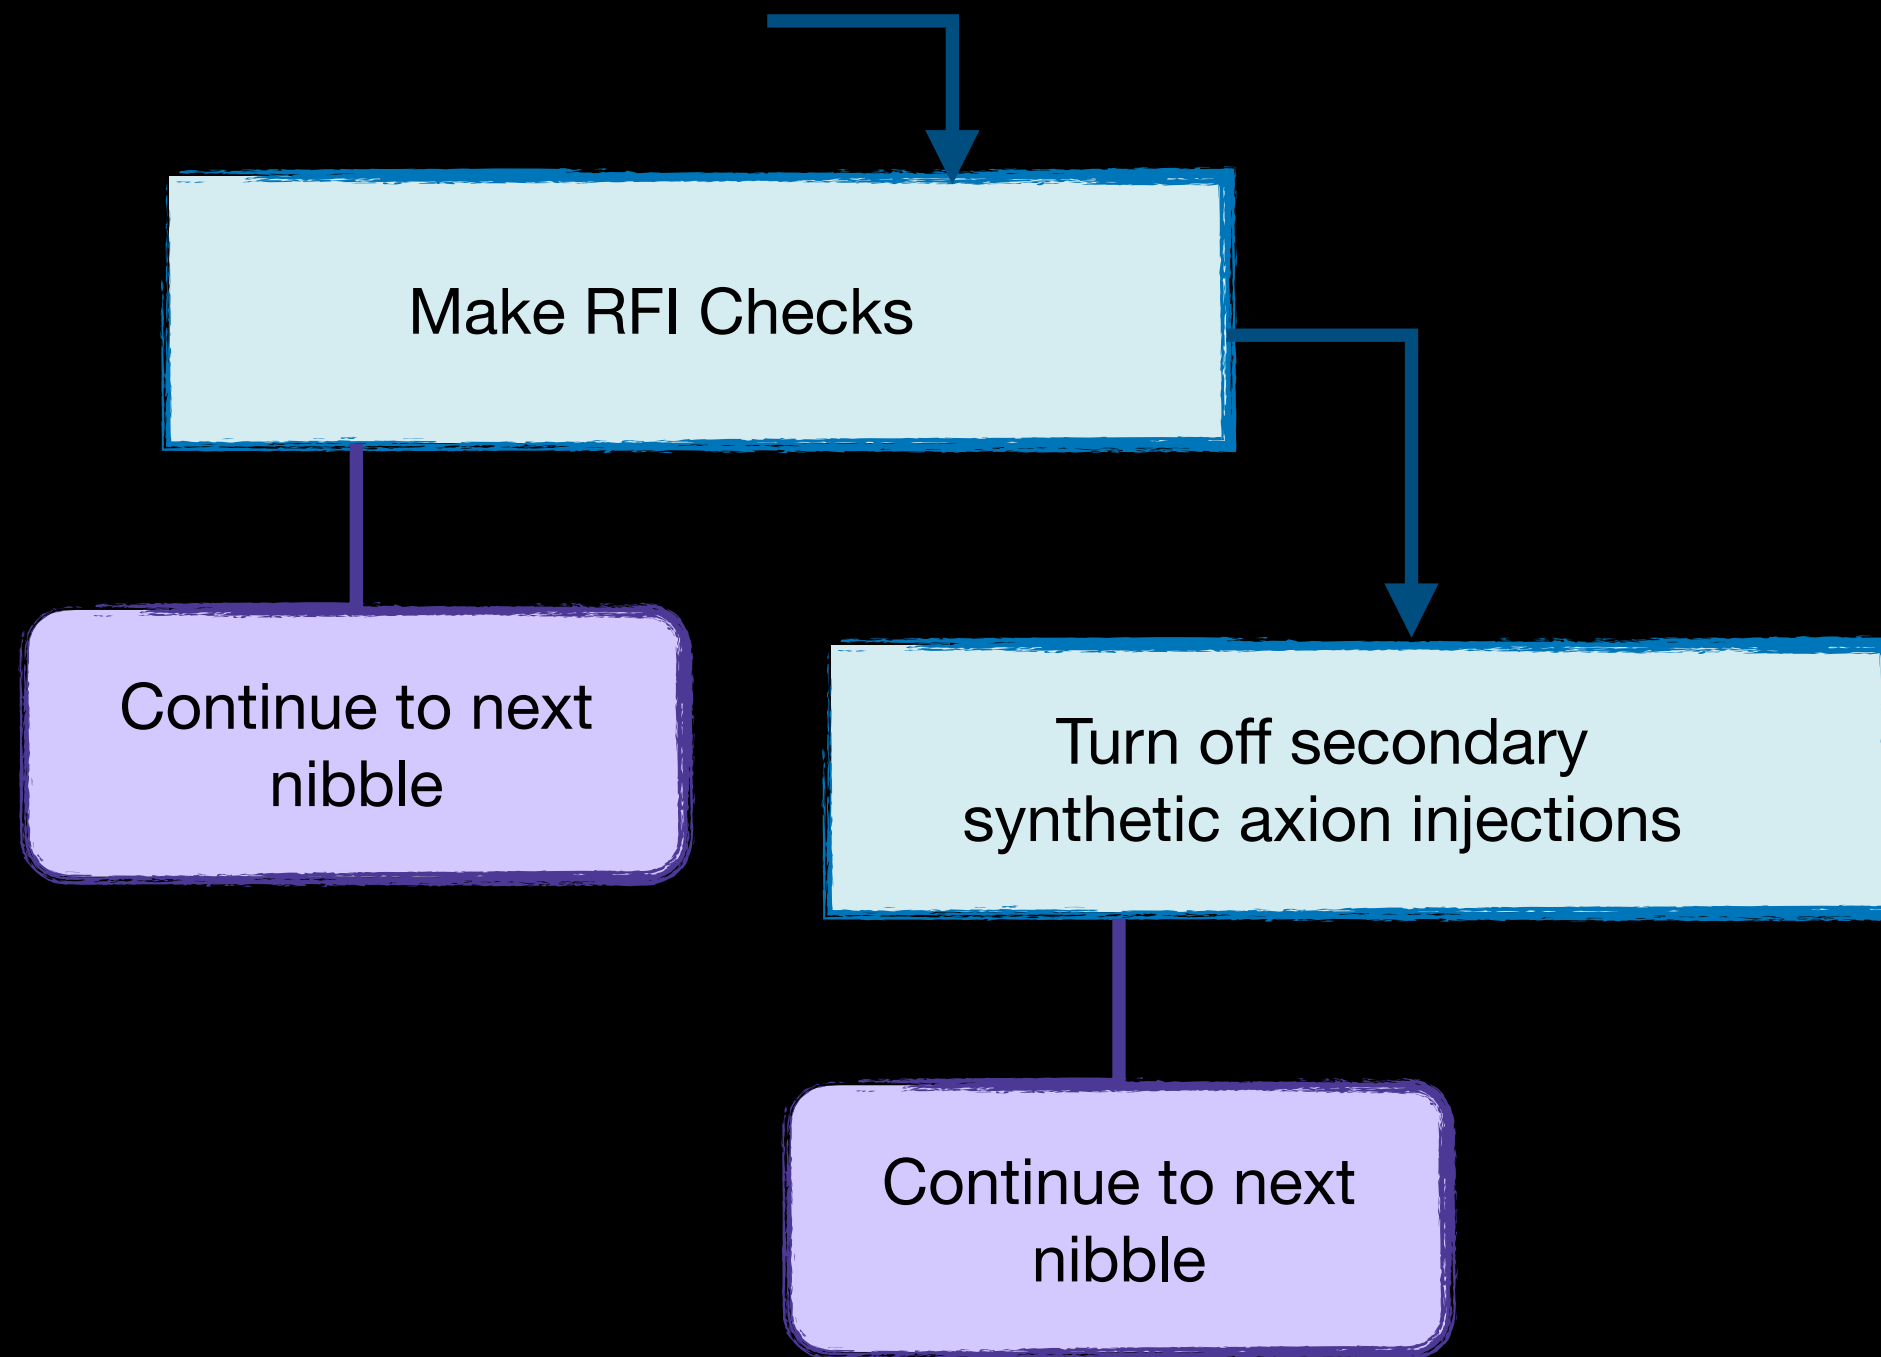 Make RFI Checks
Continue to next
nibble
Turn off secondary
synthetic axion injections
Continue to next
nibble